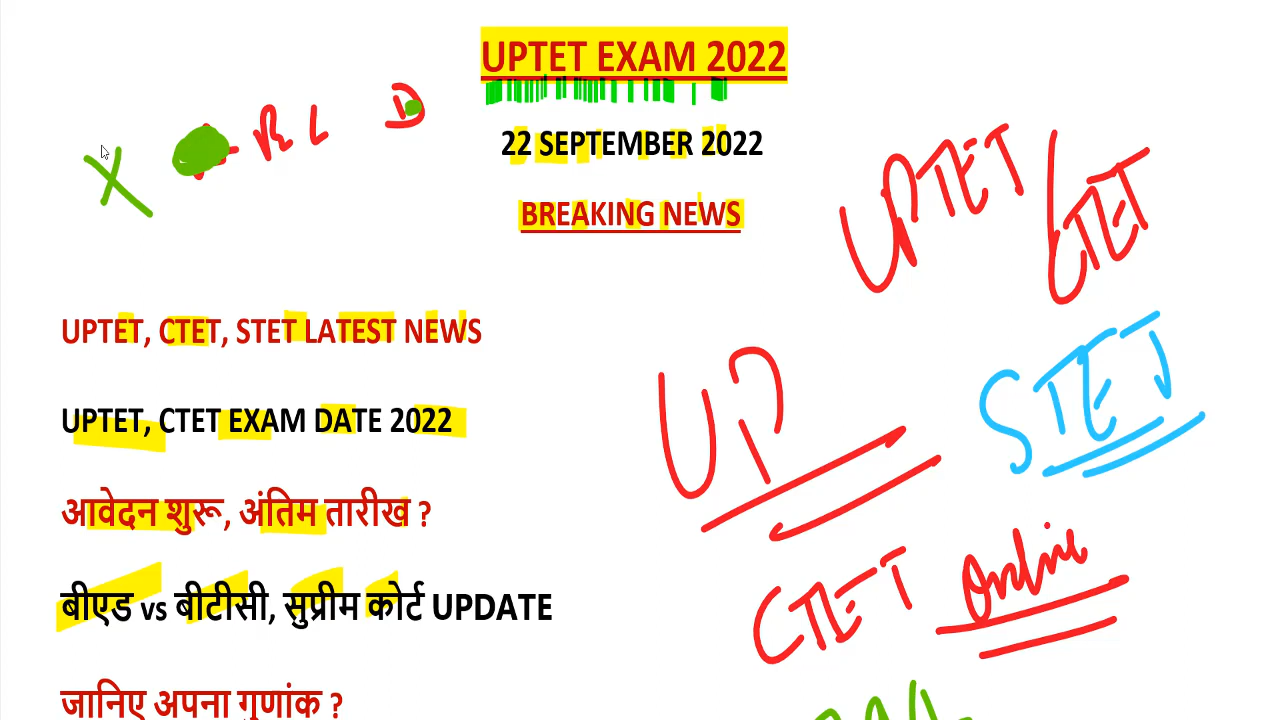 UPTET EXAM 2022
22 SEPTEMBER 2022
BREAKING NEWS
UPTET
CTET
UPTET, CTET, STET LATEST NEWS
STET
UP
UPTET, CTET EXAM DATE 2022
आवेदन शुरू, अंतिम तारीख ?
CTET Online
बीएड vs बीटीसी, सुप्रीम कोर्ट UPDATE
जानिए अपना गुणांक ?